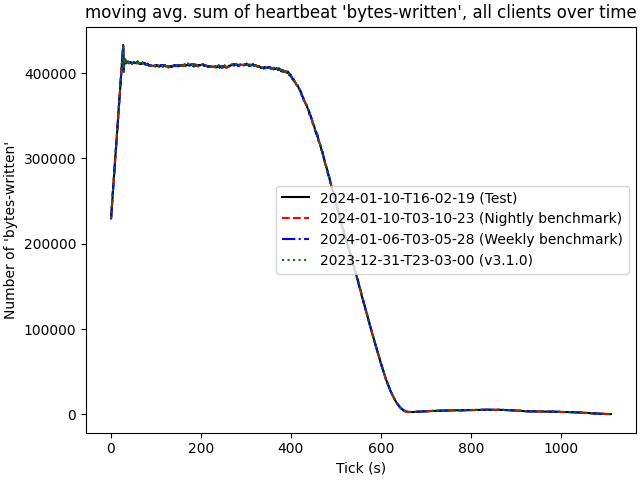 moving avg. sum of heartbeat 'bytes-written', all clients over time
Number of 'bytes-written'
400000
300000
200000
100000
0
2024-01-10-T16-02-19 (Test)
2024-01-10-T03-10-23 (Nightly benchmark)
2024-01-06-T03-05-28 (Weekly benchmark)
2023-12-31-T23-03-00 (v3.1.0)
0 200 400 600 800 1000
Tick (s)